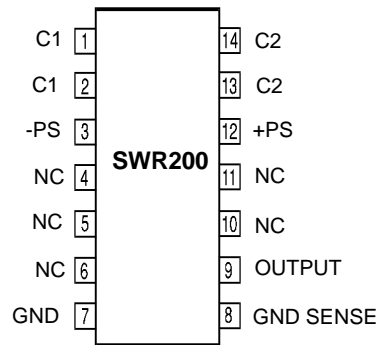 C1 1 14 C2
C1 2 13 C2
-PS 3 12 +PS
SWR200
NC 4 11 NC
NC 5 10 NC
NC 6 9 OUTPUT
GND 7 8 GND SENSE